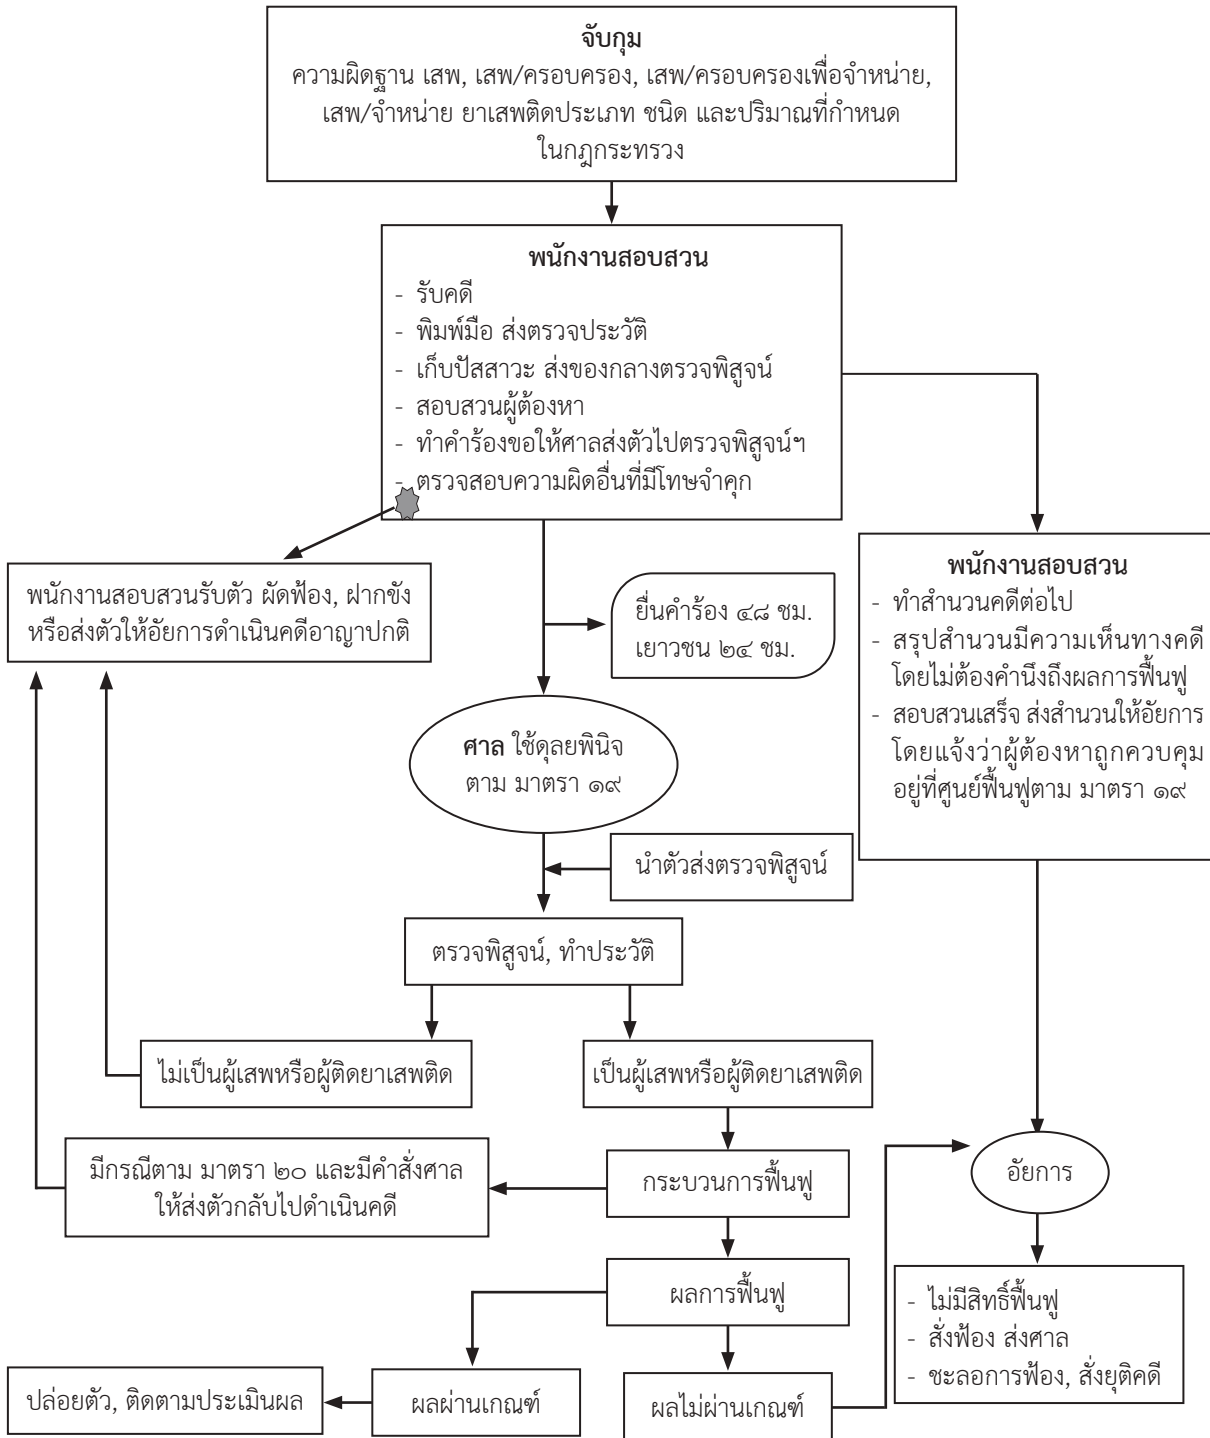 จับกุม
ความผิดฐาน เสพ, เสพ/ครอบครอง, เสพ/ครอบครองเพื่อจำหน่าย,
เสพ/จำหน่าย ยาเสพติดประเภท ชนิด และปริมาณที่กำหนด
ในกฎกระทรวง
พนักงานสอบสวน
- รับคดี
- พิมพ์มือ ส่งตรวจประวัติ
- เก็บปัสสาวะ ส่งของกลางตรวจพิสูจน์
- สอบสวนผู้ต้องหา
- ทำคำร้องขอให้ศาลส่งตัวไปตรวจพิสูจน์ฯ
- ตรวจสอบความผิดอื่นที่มีโทษจำคุก
พนักงานสอบสวนรับตัว ผัดฟ้อง, ฝากขัง
หรือส่งตัวให้อัยการดำเนินคดีอาญาปกติ
ยื่นคำร้อง ๔๘ ชม.
เยาวชน ๒๔ ชม.
พนักงานสอบสวน
- ทำสำนวนคดีต่อไป
- สรุปสำนวนมีความเห็นทางคดี
โดยไม่ต้องคำนึงถึงผลการฟื้นฟู
- สอบสวนเสร็จ ส่งสำนวนให้อัยการ
โดยแจ้งว่าผู้ต้องหาถูกควบคุม
อยู่ที่ศูนย์ฟื้นฟูตาม มาตรา ๑๙
ศาล ใช้ดุลยพินิจ
ตาม มาตรา ๑๙
นำตัวส่งตรวจพิสูจน์
ตรวจพิสูจน์, ทำประวัติ
ไม่เป็นผู้เสพหรือผู้ติดยาเสพติด
เป็นผู้เสพหรือผู้ติดยาเสพติด
มีกรณีตาม มาตรา ๒๐ และมีคำสั่งศาล
ให้ส่งตัวกลับไปดำเนินคดี
กระบวนการฟื้นฟู
อัยการ
ผลการฟื้นฟู
- ไม่มีสิทธิ์ฟื้นฟู
- สั่งฟ้อง ส่งศาล
- ชะลอการฟ้อง, สั่งยุติคดี
ปล่อยตัว, ติดตามประเมินผล
ผลผ่านเกณฑ์
ผลไม่ผ่านเกณฑ์